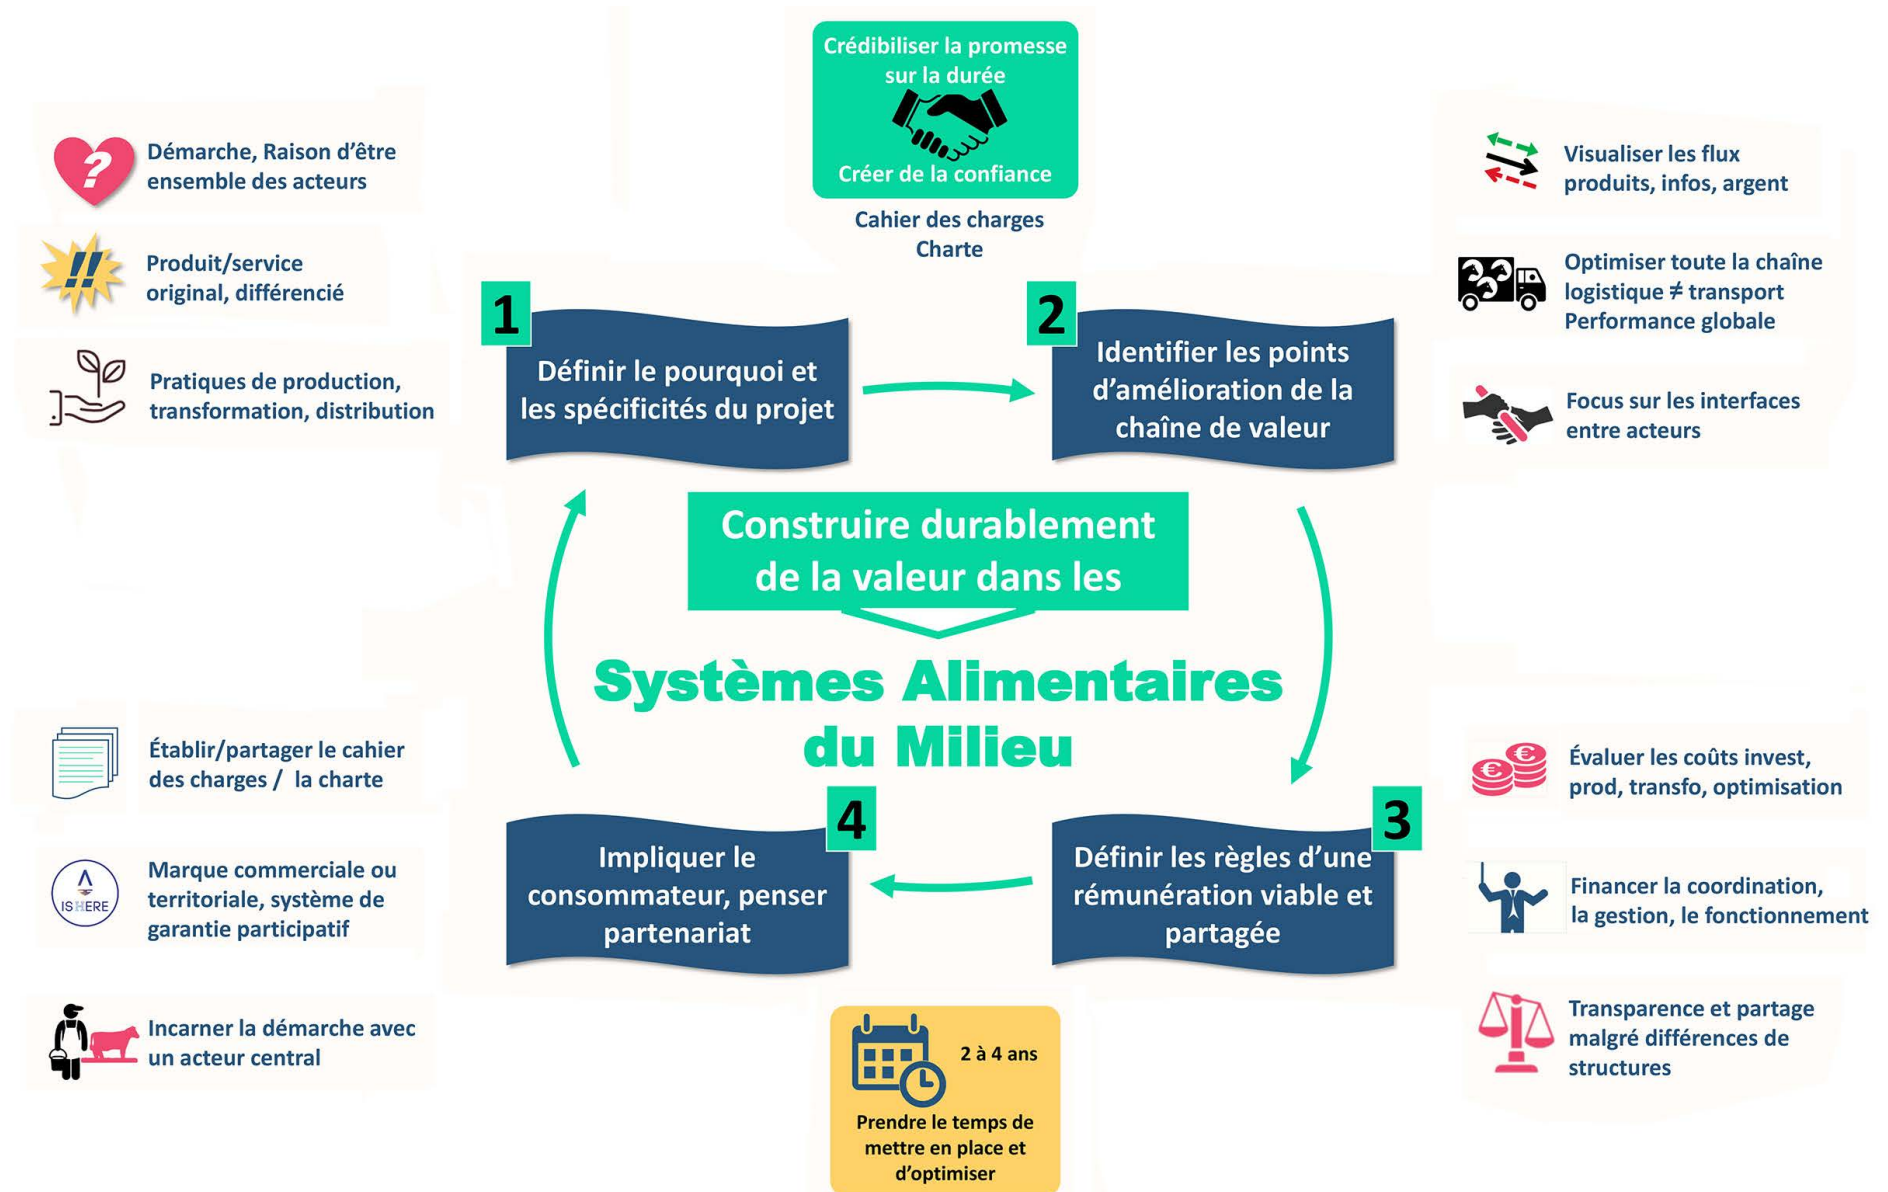 Crédibiliser la promesse
sur la durée
Créer de la confiance
Cahier des charges
Charte
Démarche, Raison d’être
ensemble des acteurs
Produit/service
original, différencié
Pratiques de production,
transformation, distribution
1
Définir le pourquoi et
les spécificités du projet
2
Identifier les points
d’amélioration de la
chaîne de valeur
Visualiser les flux
produits, infos, argent
Optimiser toute la chaîne
logistique ≠ transport
Performance globale
Focus sur les interfaces
entre acteurs
Construire durablement
de la valeur dans les
Systèmes Alimentaires
du Milieu
3
Définir les règles d’une
rémunération viable et
partagée
Évaluer les coûts invest,
prod, transfo, optimisation
Financer la coordination,
la gestion, le fonctionnement
Transparence et partage
malgré différences de
structures
4
Impliquer le
consommateur, penser
partenariat
Établir/partager le cahier
des charges / la charte
IS HERE
Marque commerciale ou
territoriale, système de
garantie participatif
Incarner la démarche avec
un acteur central
2 à 4 ans
Prendre le temps de
mettre en place et
d’optimiser